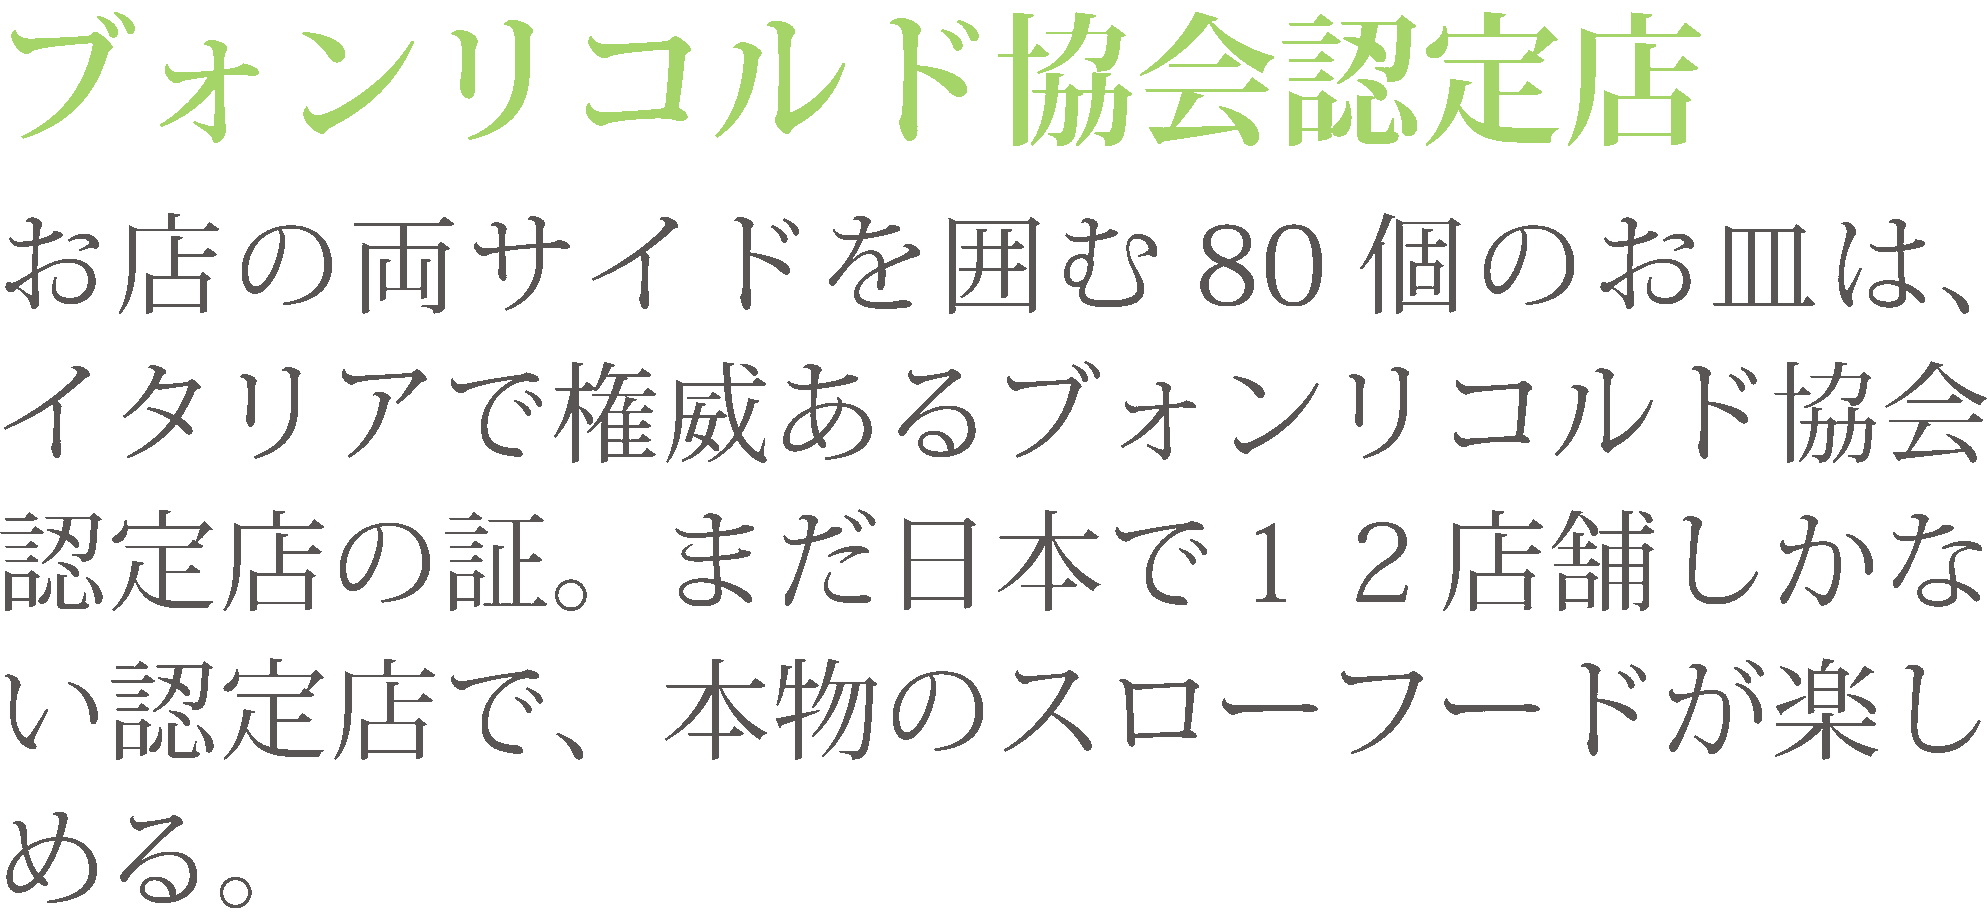 ブォンリコルド協会認定店
お店の両サイドを囲む 80 個のお皿は、
イタリアで権威あるブォンリコルド協会
認定店の証。まだ日本で１２店舗しかな
い認定店で、本物のスローフードが楽し
める。